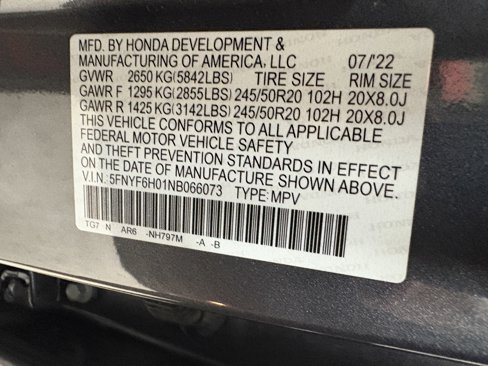 MFD. BY HONDA DEVELOPMENT &
MANUFACTURING OF AMERICA, LLC 07/'22
GVWR 2650 KG(5842LBS) TIRE SIZE RIM SIZE
GAWR F 1295 KG(2855LBS) 245/50R20 102H 20X8.0J
GAWR R 1425 KG(3142LBS) 245/50R20 102H 20X8.0J
THIS VEHICLE CONFORMS TO ALL APPLICABLE
FEDERAL MOTOR VEHICLE SAFETY
AND THEFT PREVENTION STANDARDS IN EFFECT
ON THE DATE OF MANUFACTURE SHOWN ABOVE.
V.I.N.: 5FNYF6H01NB066073 TYPE: MPV
TG7 N AR6 -NH797M -A -B